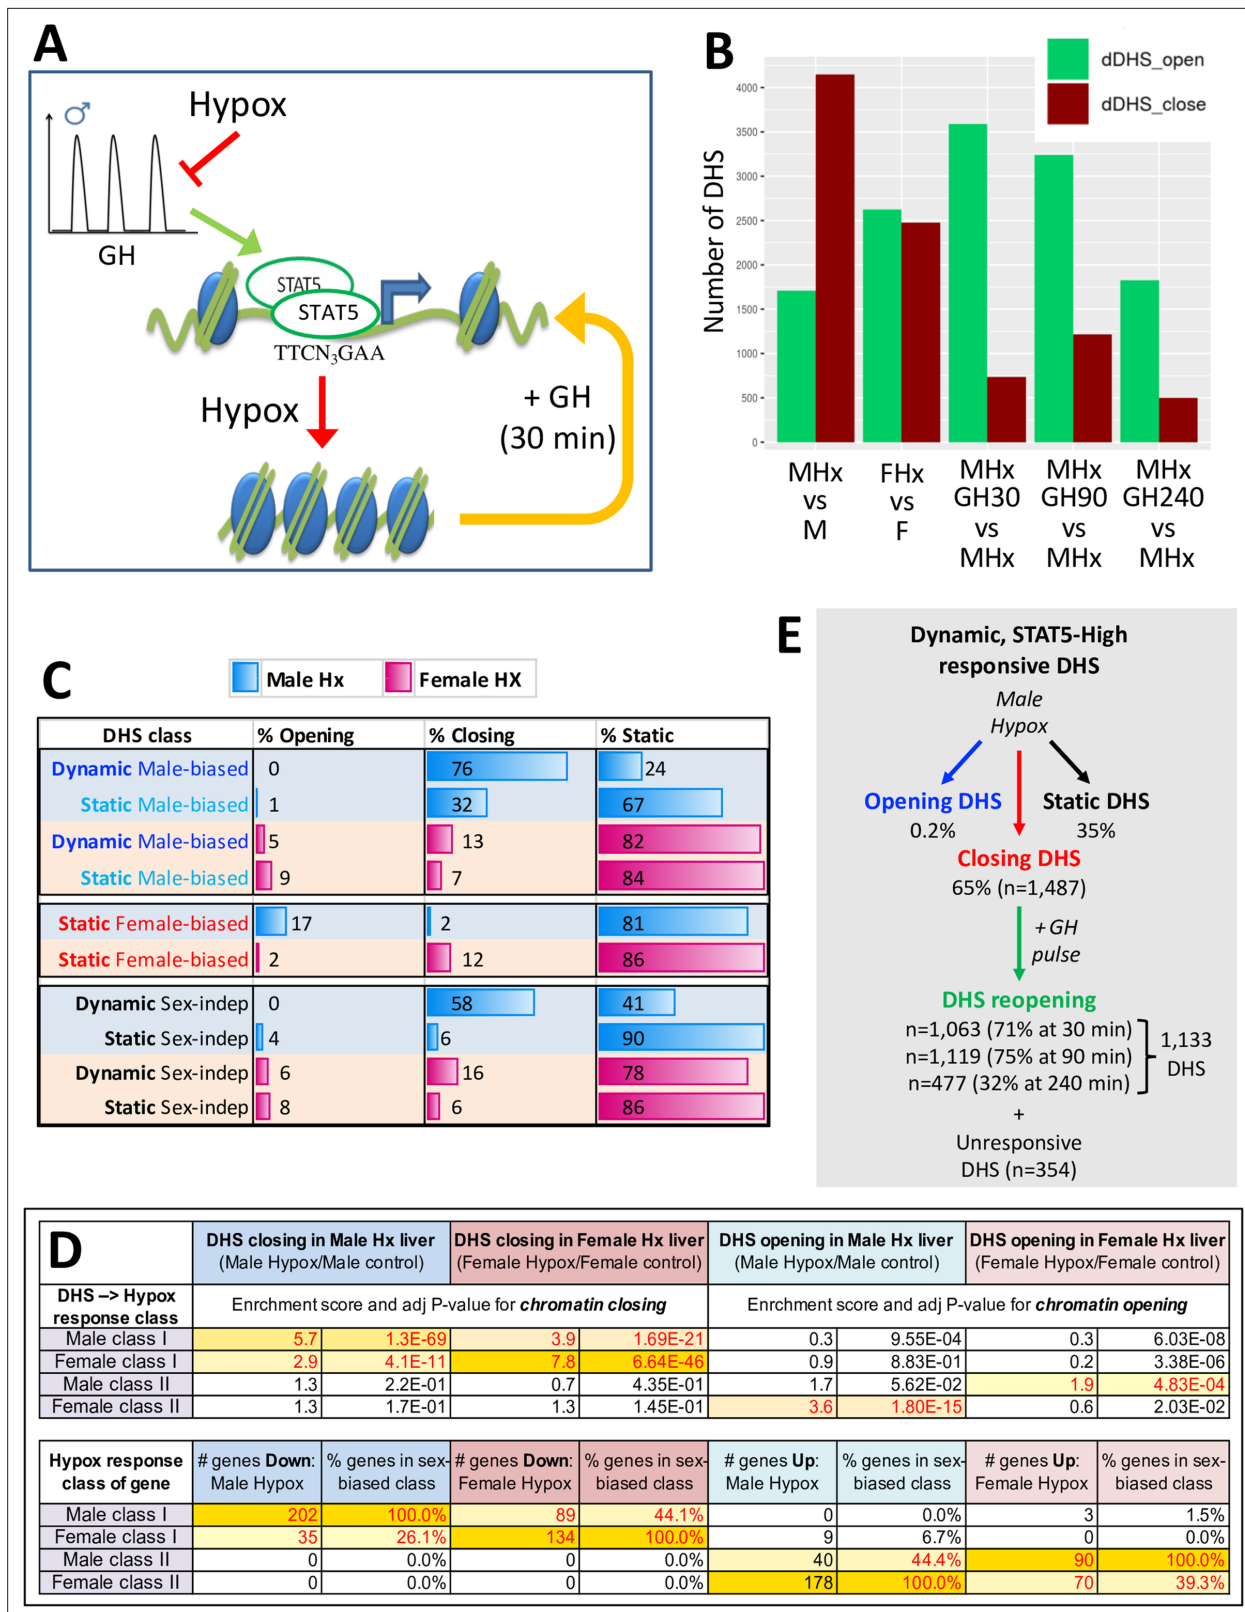 A
Hypox
♂
GH
STAT5
STAT5
TTCN₃GAA
Hypox
+ GH
(30 min)
B
dDHS_open
dDHS_close
Number of DHS
4000
3500
3000
2500
2000
1500
1000
500
0
MHx vs M
FHx vs F
MHx GH30 vs MHx
MHx GH90 vs MHx
MHx GH240 vs MHx
C
Male Hx Female HX
DHS class % Opening % Closing % Static
Dynamic Male-biased 0 76 24
Static Male-biased 1 32 67
Dynamic Male-biased 5 13 82
Static Male-biased 9 7 84
Static Female-biased 17 2 81
Static Female-biased 2 12 86
Dynamic Sex-indep 0 58 41
Static Sex-indep 4 6 90
Dynamic Sex-indep 6 16 78
Static Sex-indep 8 6 86
E
Dynamic, STAT5-High
responsive DHS
Male
Hypox
Opening DHS Static DHS
0.2% 35%
Closing DHS
65% (n=1,487)
+ GH
pulse
DHS reopening
n=1,063 (71% at 30 min)
n=1,119 (75% at 90 min)
n=477 (32% at 240 min)
1,133
DHS
+
Unresponsive
DHS (n=354)
D
DHS closing in Male Hx liver DHS closing in Female Hx liver DHS opening in Male Hx liver DHS opening in Female Hx liver
(Male Hypox/Male control) (Female Hypox/Female control) (Male Hypox/Male control) (Female Hypox/Female control)
DHS –> Hypox
response class
Enrchment score and adj P-value for chromatin closing Enrchment score and adj P-value for chromatin opening
Male class I 5.7 1.3E-69 3.9 1.69E-21 0.3 9.55E-04 0.3 6.03E-08
Female class I 2.9 4.1E-11 7.8 6.64E-46 0.9 8.83E-01 0.2 3.38E-06
Male class II 1.3 2.2E-01 0.7 4.35E-01 1.7 5.62E-02 1.9 4.83E-04
Female class II 1.3 1.7E-01 1.3 1.45E-01 3.6 1.80E-15 0.6 2.03E-02
Hypox response # genes Down: % genes in sex- # genes Down: % genes in sex- # genes Up: % genes in sex- # genes Up: % genes in sex-
class of gene Male Hypox biased class Female Hypox biased class Male Hypox biased class Female Hypox biased class
Male class I 202 100.0% 89 44.1% 0 0.0% 3 1.5%
Female class I 35 26.1% 134 100.0% 9 6.7% 0 0.0%
Male class II 0 0.0% 0 0.0% 40 44.4% 90 100.0%
Female class II 0 0.0% 0 0.0% 178 100.0% 70 39.3%